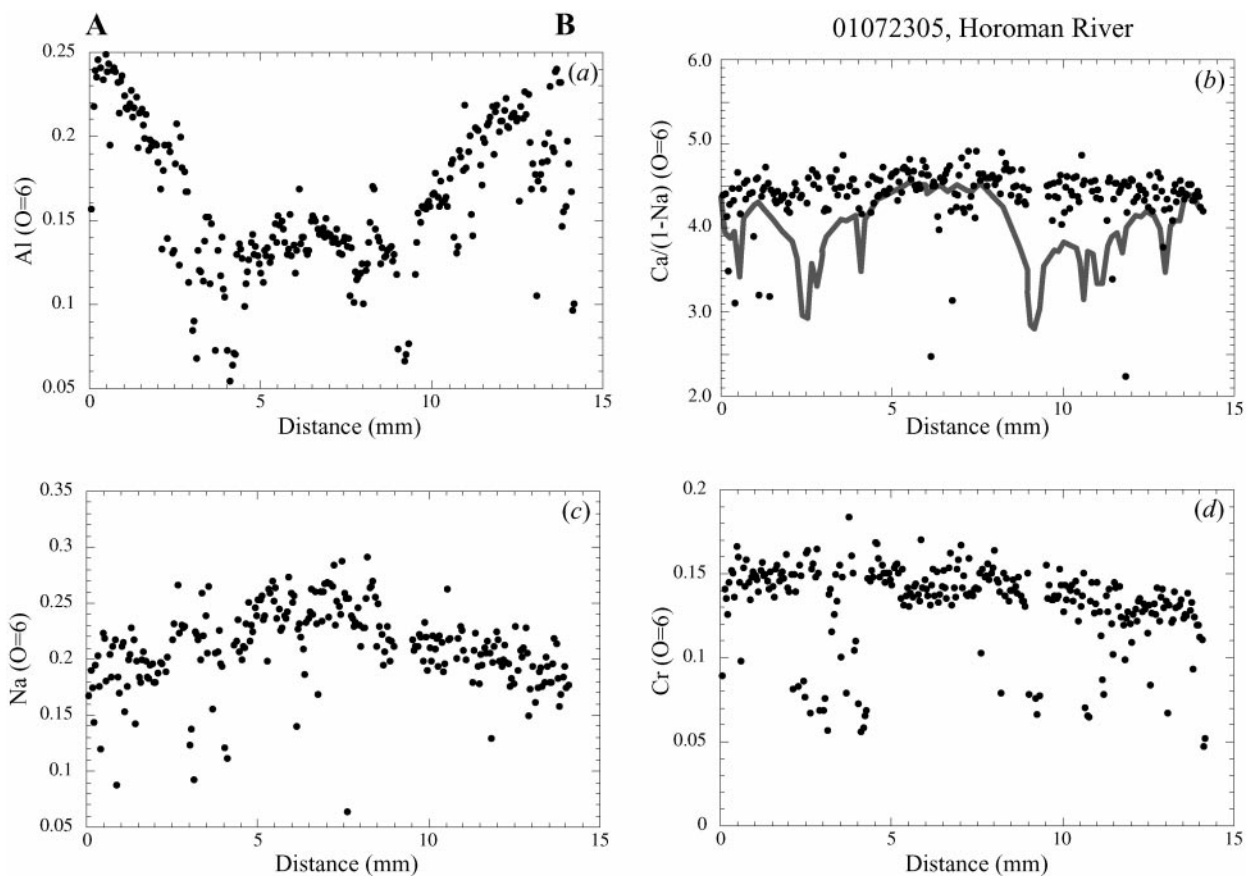 A B 01072305, Horoman River
0.25 (a)
0.2
0.15
0.1
0.05
Al (O=6)
0 5 10 15
Distance (mm)
6.0 (b)
5.0
4.0
3.0
2.0
Ca/(1-Na) (O=6)
0 5 10 15
Distance (mm)
0.35 (c)
0.3
0.25
0.2
0.15
0.1
0.05
Na (O=6)
0 5 10 15
Distance (mm)
0.2 (d)
0.15
0.1
0.05
0
Cr (O=6)
0 5 10 15
Distance (mm)